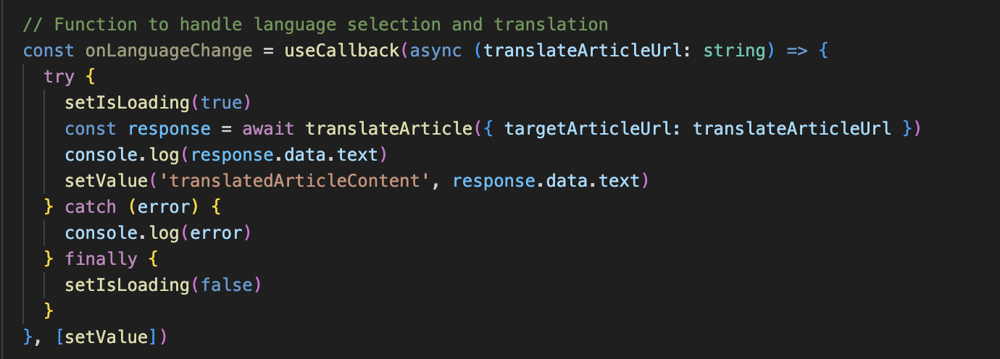 // Function to handle language selection and translation
const onLanguageChange = useCallback(async (translateArticleUrl: string) => {
  try {
    setIsLoading(true)
    const response = await translateArticle({ targetArticleUrl: translateArticleUrl })
    console.log(response.data.text)
    setValue('translatedArticleContent', response.data.text)
  } catch (error) {
    console.log(error)
  } finally {
    setIsLoading(false)
  }
}, [setValue])